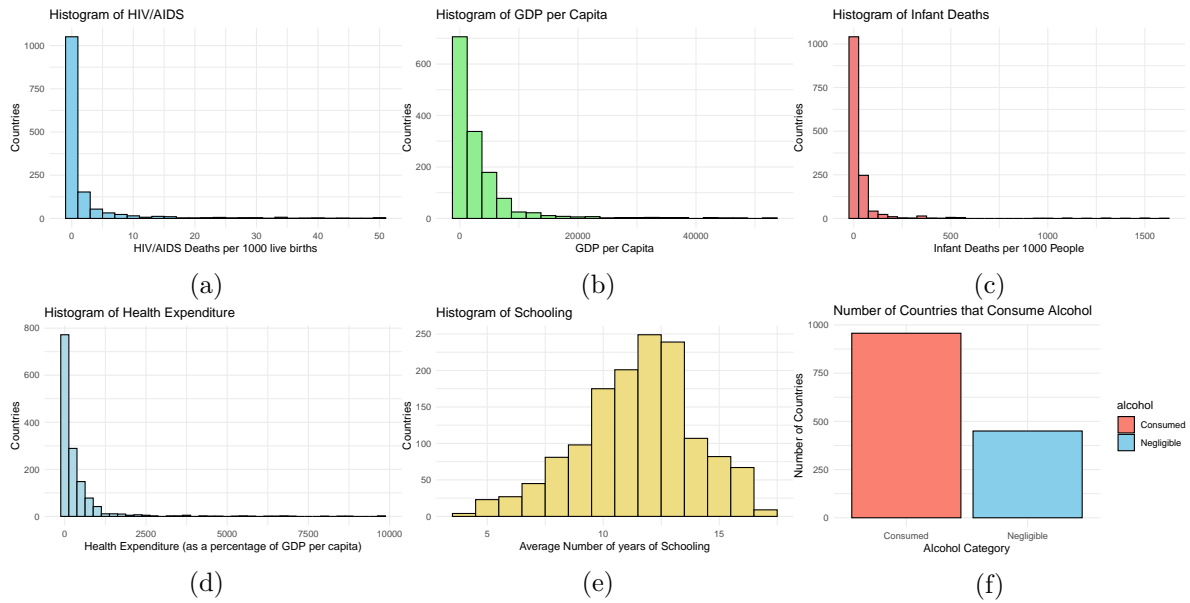 Histogram of HIV/AIDS
Countries
1000
750
500
250
0
0 10 20 30 40 50
HIV/AIDS Deaths per 1000 live births
(a)
Histogram of GDP per Capita
Countries
600
400
200
0
0 20000 40000
GDP per Capita
(b)
Histogram of Infant Deaths
Countries
1000
750
500
250
0
0 500 1000 1500
Infant Deaths per 1000 People
(c)
Histogram of Health Expenditure
Countries
800
600
400
200
0
0 2500 5000 7500 10000
Health Expenditure (as a percentage of GDP per capita)
(d)
Histogram of Schooling
Countries
250
200
150
100
50
0
5 10 15
Average Number of years of Schooling
(e)
Number of Countries that Consume Alcohol
Number of Countries
1000
750
500
250
0
Consumed Negligible
Alcohol Category
alcohol
Consumed
Negligible
(f)